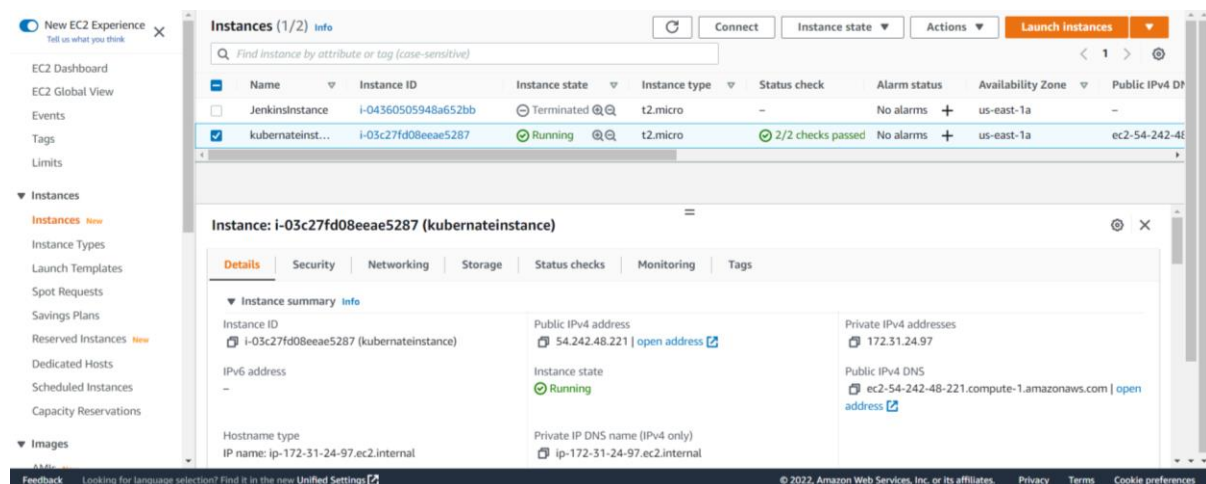 New EC2 Experience
Tell us what you think
EC2 Dashboard
EC2 Global View
Events
Tags
Limits
Instances
Instances New
Instance Types
Launch Templates
Spot Requests
Savings Plans
Reserved Instances New
Dedicated Hosts
Scheduled Instances
Capacity Reservations
Images
AMIs
Instances (1/2) Info
Connect Instance state Actions Launch instances
Find instance by attribute or tag (case-sensitive)
1
Name Instance ID Instance state Instance type Status check Alarm status Availability Zone Public IPv4 DN
JenkinsInstance i-04360505948a652bb Terminated t2.micro – No alarms + us-east-1a –
kubernateinst... i-03c27fd08eeae5287 Running t2.micro 2/2 checks passed No alarms + us-east-1a ec2-54-242-48
Instance: i-03c27fd08eeae5287 (kubernateinstance)
Details Security Networking Storage Status checks Monitoring Tags
Instance summary Info
Instance ID Public IPv4 address Private IPv4 addresses
i-03c27fd08eeae5287 (kubernateinstance) 54.242.48.221 | open address 172.31.24.97
IPv6 address Instance state Public IPv4 DNS
– Running ec2-54-242-48-221.compute-1.amazonaws.com | open
address
Hostname type Private IP DNS name (IPv4 only)
IP name: ip-172-31-24-97.ec2.internal ip-172-31-24-97.ec2.internal
Feedback Looking for language selection? Find it in the new Unified Settings © 2022, Amazon Web Services, Inc. or its affiliates. Privacy Terms Cookie preferences